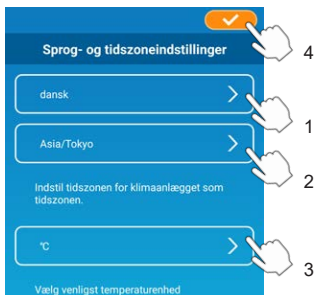 Sprog- og tidszoneindstillinger
4
dansk
1
Asia/Tokyo
2
Indstil tidszonen for klimaanlægget som
tidszonen.
℃
3
Vælg venligst temperaturenhed